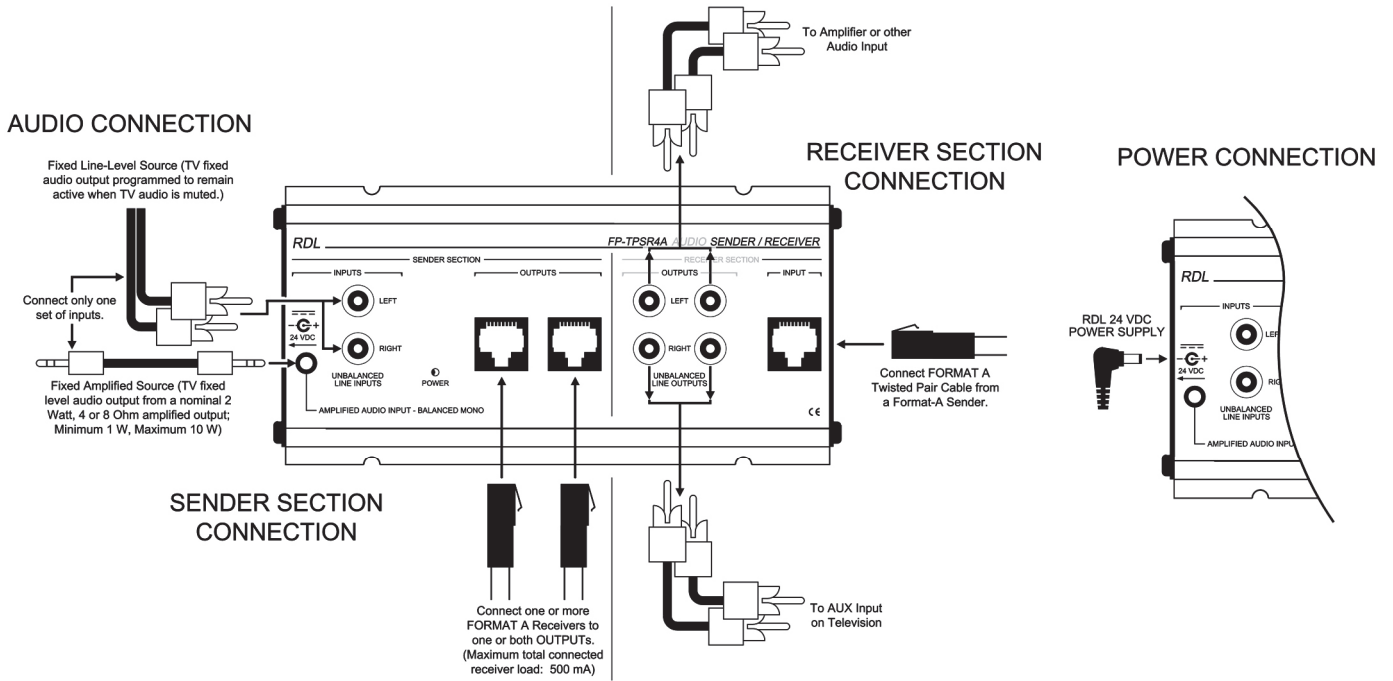 To Amplifier or other
Audio Input
AUDIO CONNECTION
Fixed Line-Level Source (TV fixed
audio output programmed to remain
active when TV audio is muted.)
Connect only one
set of inputs.
Fixed Amplified Source (TV fixed
level audio output from a nominal 2
Watt, 4 or 8 Ohm amplified output;
Minimum 1 W, Maximum 10 W)
RECEIVER SECTION
CONNECTION
POWER CONNECTION
RDL
FP-TPSR4A AUDIO SENDER / RECEIVER
SENDER SECTION
RECEIVER SECTION
INPUTS
OUTPUTS
OUTPUTS
INPUT
LEFT
LEFT
- +
24 VDC
RIGHT
RIGHT
UNBALANCED
LINE INPUTS
POWER
UNBALANCED
LINE OUTPUTS
AMPLIFIED AUDIO INPUT - BALANCED MONO
CE
Connect FORMAT A
Twisted Pair Cable from
a Format-A Sender.
RDL 24 VDC
POWER SUPPLY
RDL
INPUTS
LEF
- +
24 VDC
RIG
UNBALANCED
LINE INPUTS
AMPLIFIED AUDIO INPU
SENDER SECTION
CONNECTION
Connect one or more
FORMAT A Receivers to
one or both OUTPUTs.
(Maximum total connected
receiver load: 500 mA)
To AUX Input
on Television